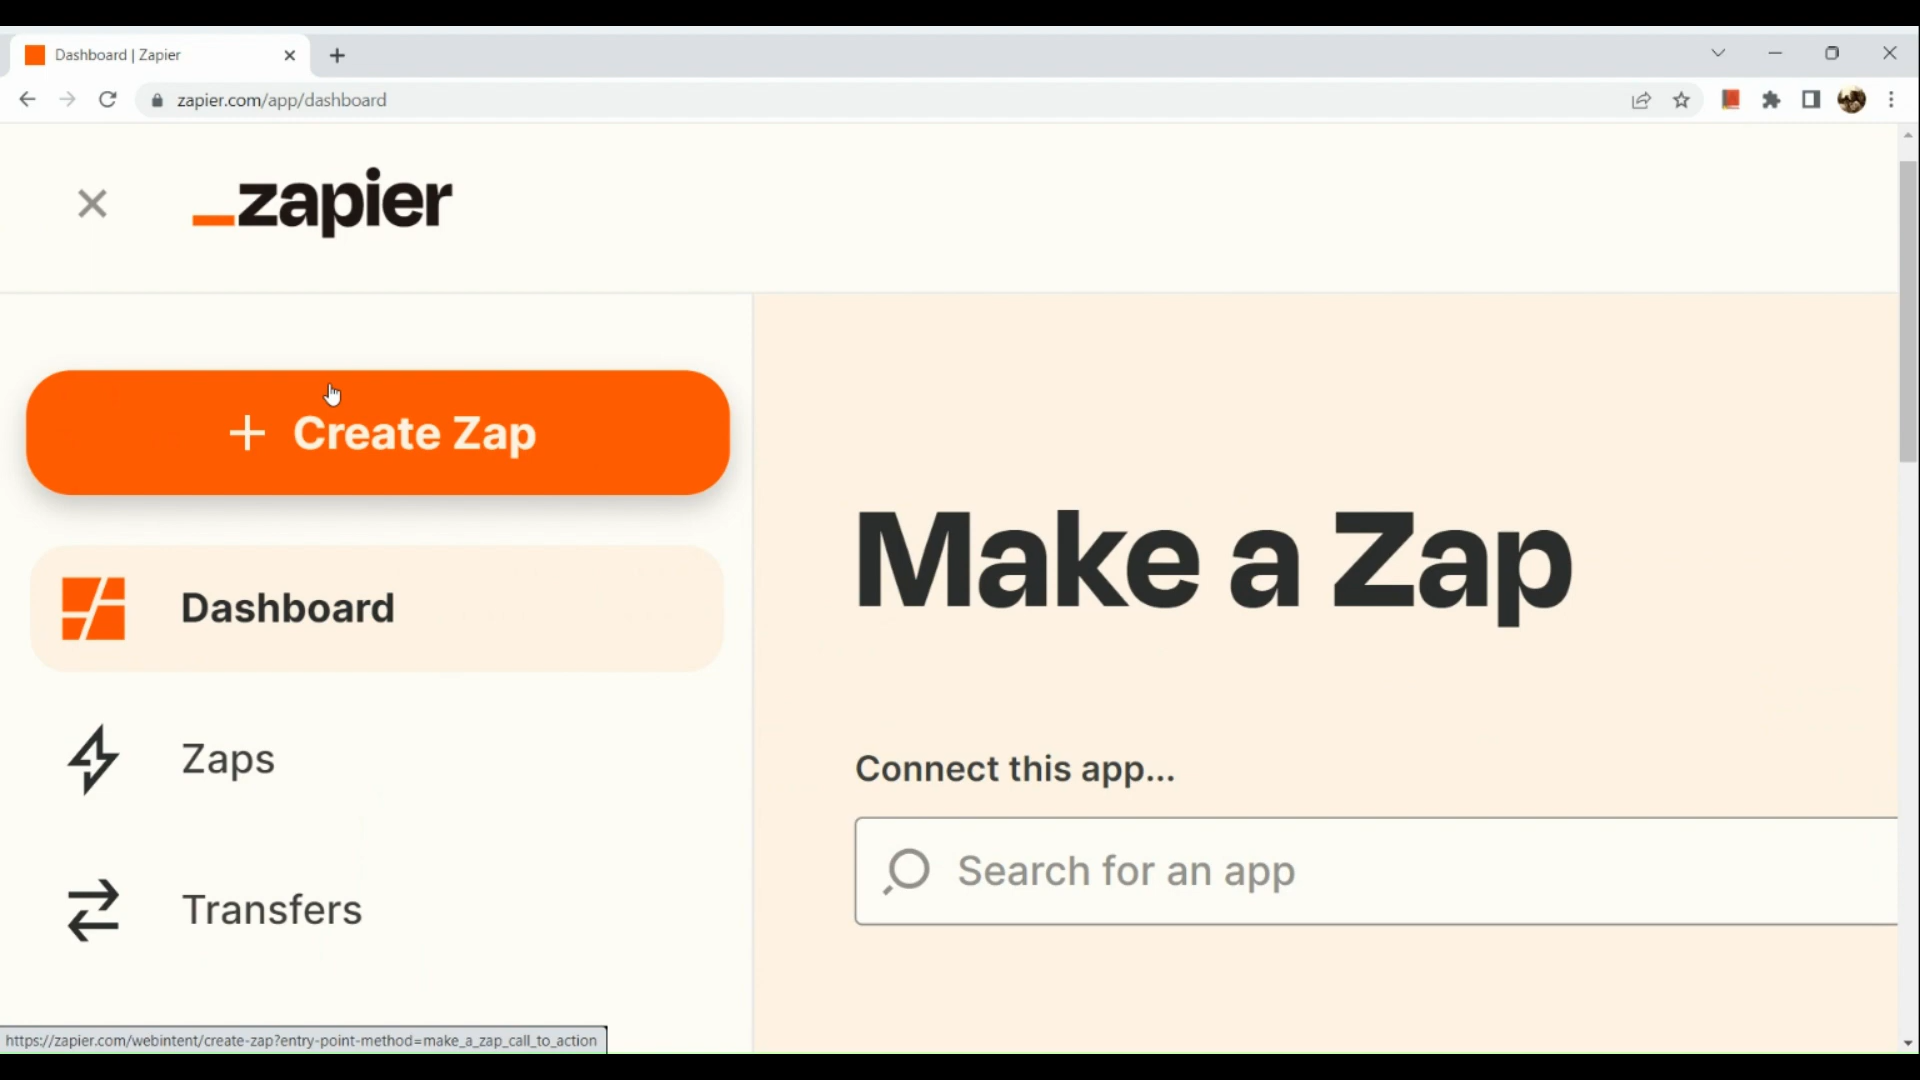 Dashboard | Zapier
zapier.com/app/dashboard
_zapier
+ Create Zap
Dashboard
Make a Zap
Zaps
Connect this app...
Search for an app
Transfers
https://zapier.com/webintent/create-zap?entry-point-method=make_a_zap_call_to_action